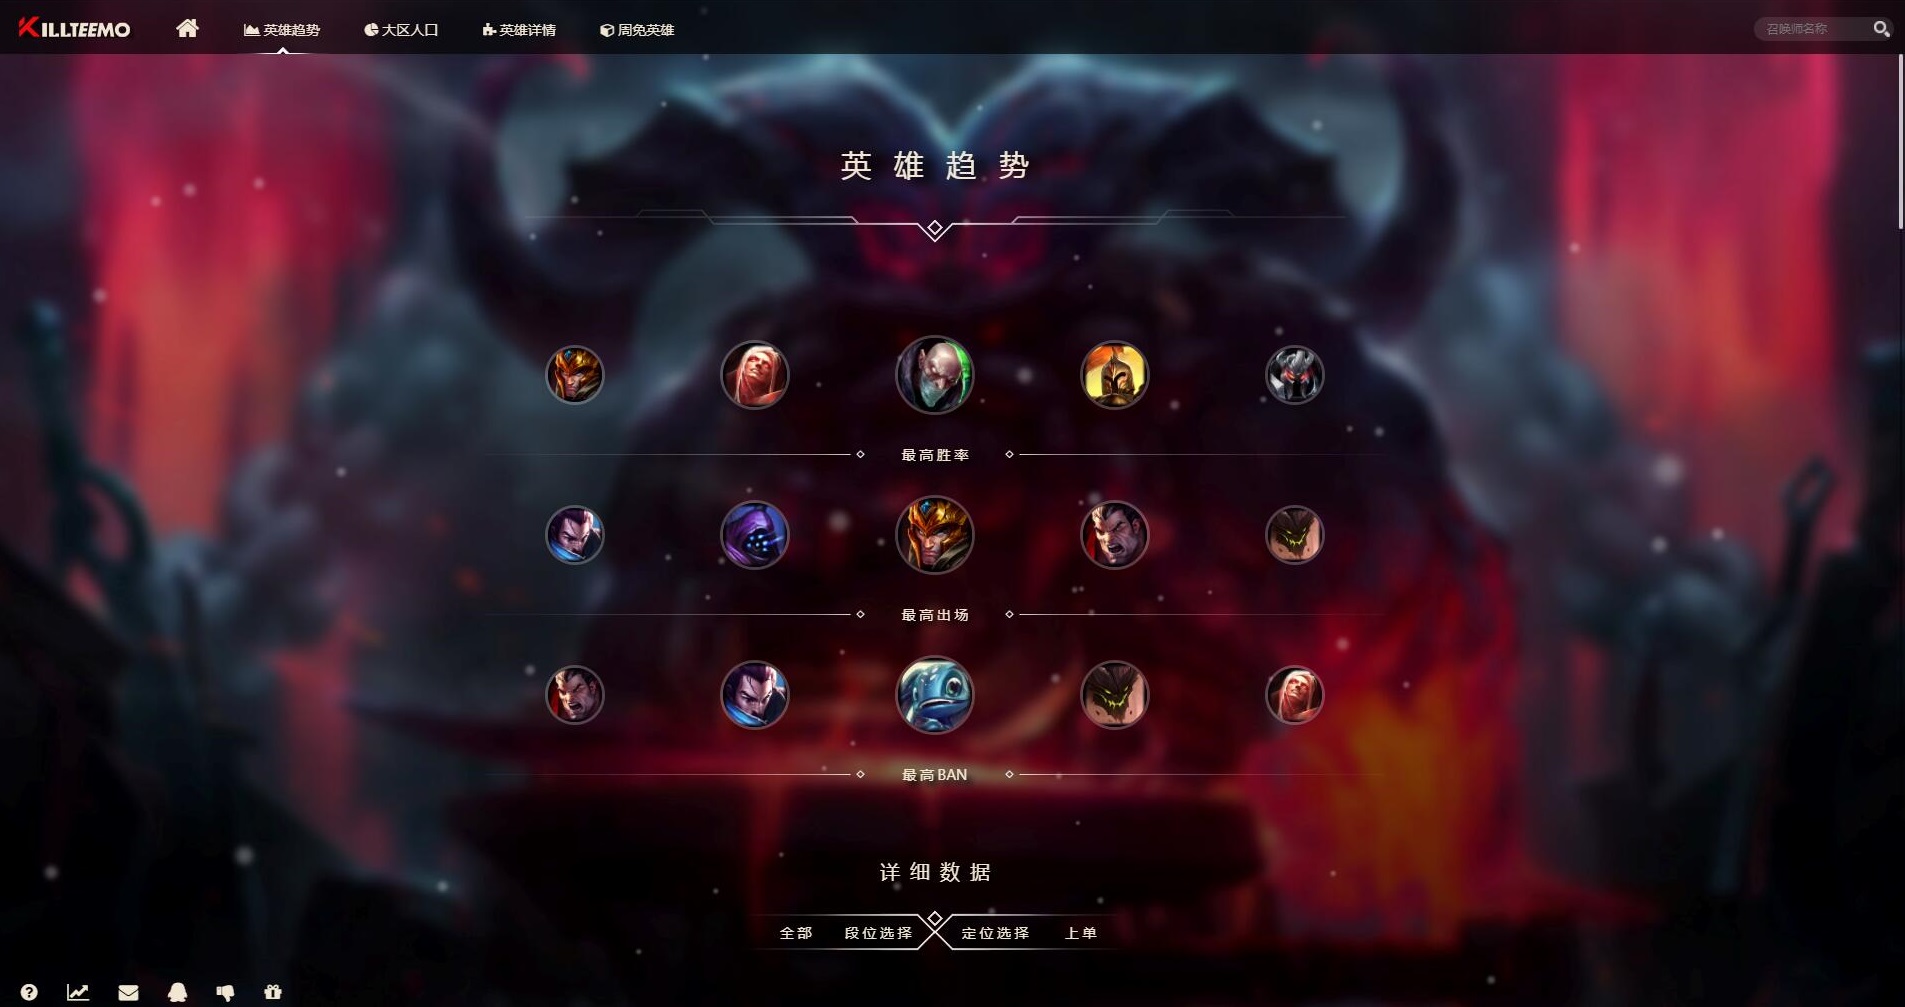 KILLTEEMO 英雄趋势 大区人口 英雄详情 周免英雄 召唤师名称
英雄趋势
最高胜率
最高出场
最高BAN
详细数据
全部 段位选择 定位选择 上单